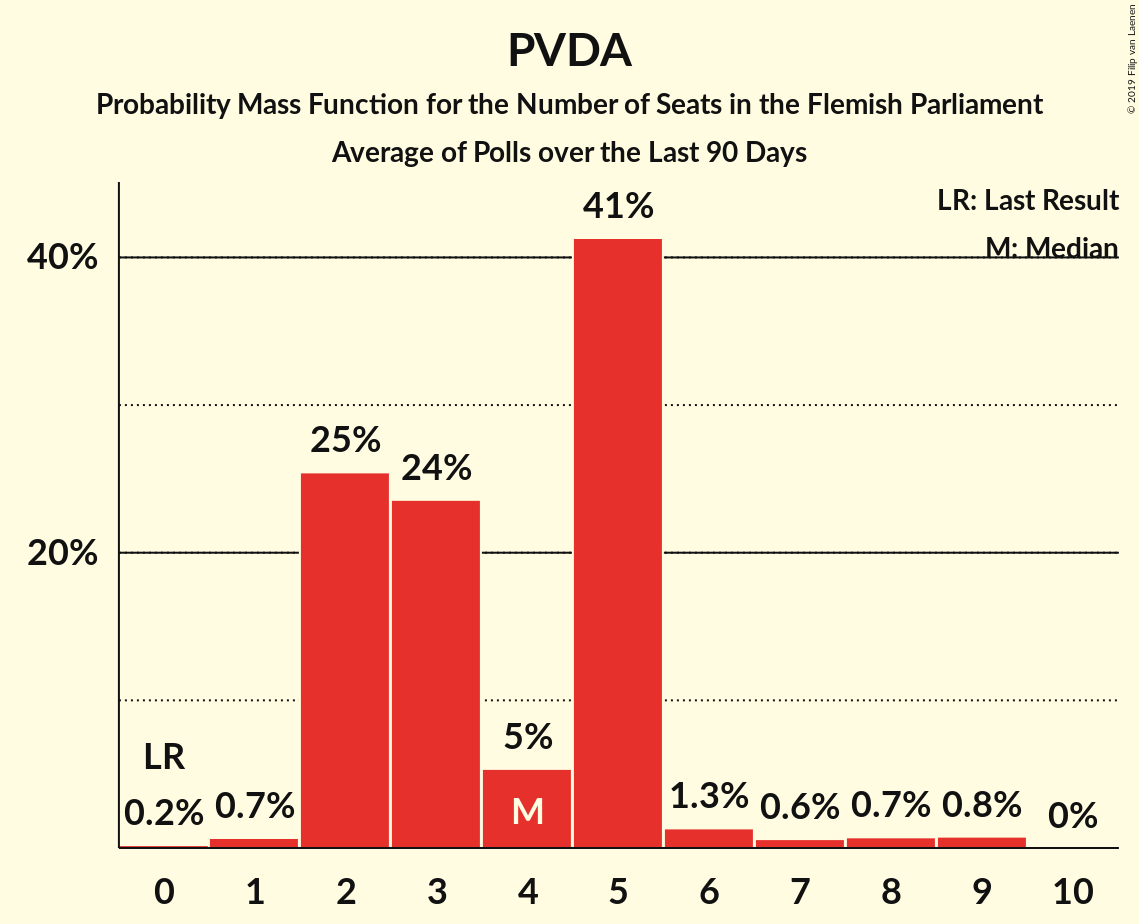 PVDA
Probability Mass Function for the Number of Seats in the Flemish Parliament
Average of Polls over the Last 90 Days
© 2019 Filip van Laenen
LR: Last Result
M: Median
41%
40%
25%
24%
20%
5%
LR
M
0.2%
0.7%
1.3%
0.6%
0.7%
0.8%
0%
0 1 2 3 4 5 6 7 8 9 10